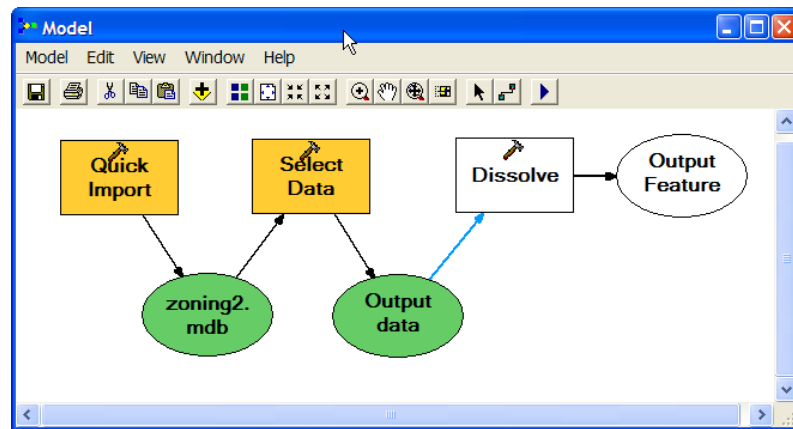 Model
Model Edit View Window Help
Quick
Import
Select
Data
Dissolve
Output
Feature
zoning2.
mdb
Output
data